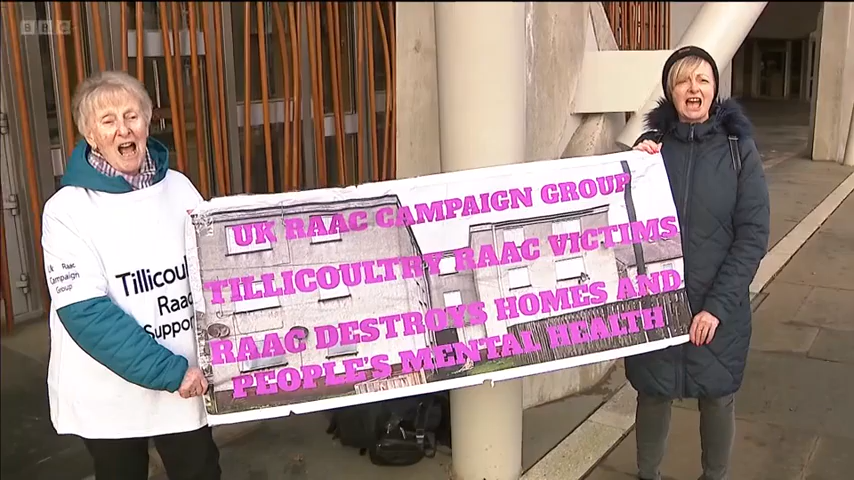 BBC
UK RAAC CAMPAIGN GROUP
TILLICOULTRY RAAC VICTIMS
RAAC DESTROYS HOMES AND
PEOPLE'S MENTAL HEALTH
UK Raac
Campaign
Group
Tillicoul
Raa
Suppor